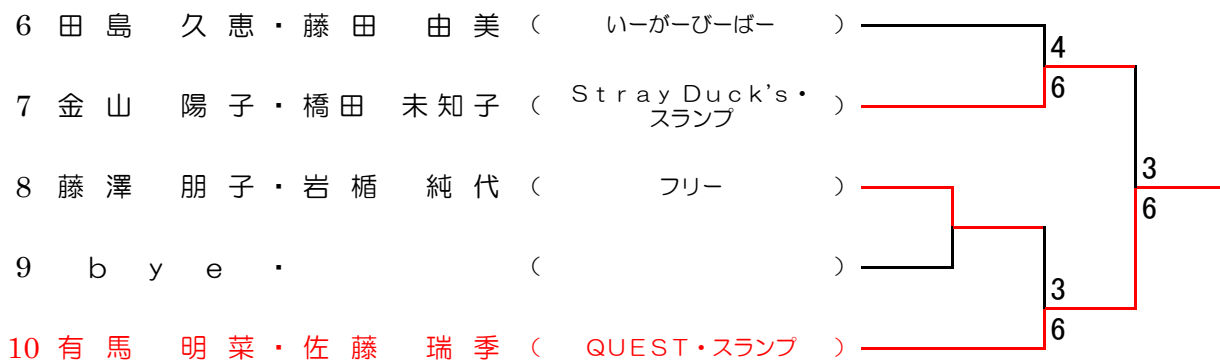 6 田島 久恵・藤田 由美 ( いーがーびーばー )
4
6
7 金山 陽子・橋田 未知子 ( Stray Duck's・スランプ )
8 藤澤 朋子・岩楯 純代 ( フリー )
3
6
9 bye・ ( )
3
6
10 有馬 明菜・佐藤 瑞季 ( QUEST・スランプ )